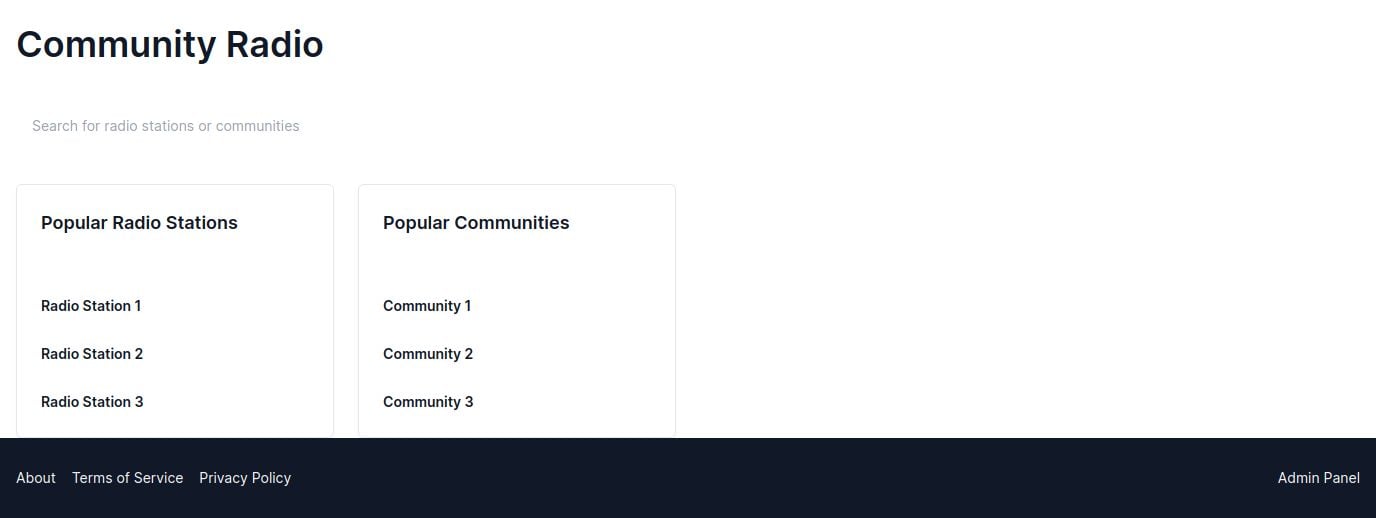 Community Radio
Search for radio stations or communities
Popular Radio Stations
Radio Station 1
Radio Station 2
Radio Station 3
Popular Communities
Community 1
Community 2
Community 3
About Terms of Service Privacy Policy Admin Panel